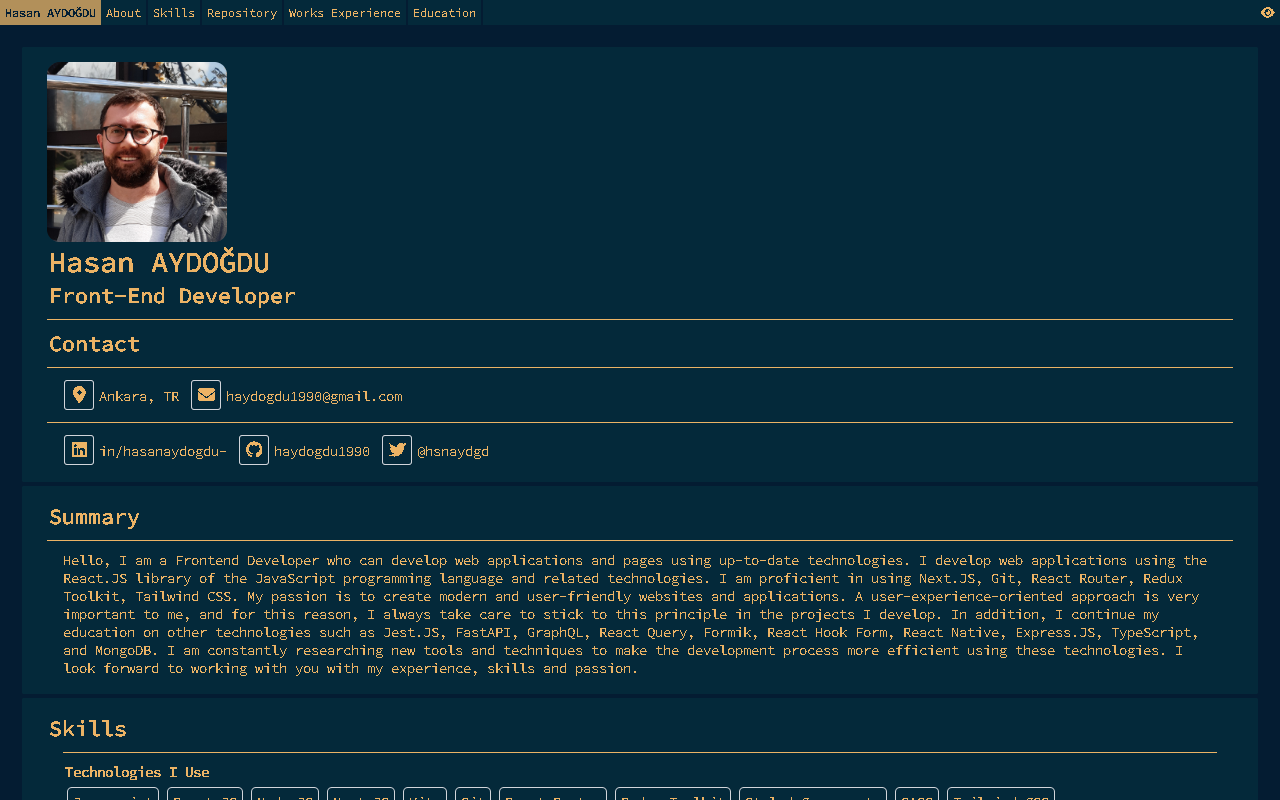 Hasan AYDOĞDU About Skills Repository Works Experience Education
Hasan AYDOĞDU
Front-End Developer
Contact
Ankara, TR haydogdu1990@gmail.com
in/hasanaydogdu- haydogdu1990 @hsnaydgd
Summary
Hello, I am a Frontend Developer who can develop web applications and pages using up-to-date technologies. I develop web applications using the
React.JS library of the JavaScript programming language and related technologies. I am proficient in using Next.JS, Git, React Router, Redux
Toolkit, Tailwind CSS. My passion is to create modern and user-friendly websites and applications. A user-experience-oriented approach is very
important to me, and for this reason, I always take care to stick to this principle in the projects I develop. In addition, I continue my
education on other technologies such as Jest.JS, FastAPI, GraphQL, React Query, Formik, React Hook Form, React Native, Express.JS, TypeScript,
and MongoDB. I am constantly researching new tools and techniques to make the development process more efficient using these technologies. I
look forward to working with you with my experience, skills and passion.
Skills
Technologies I Use